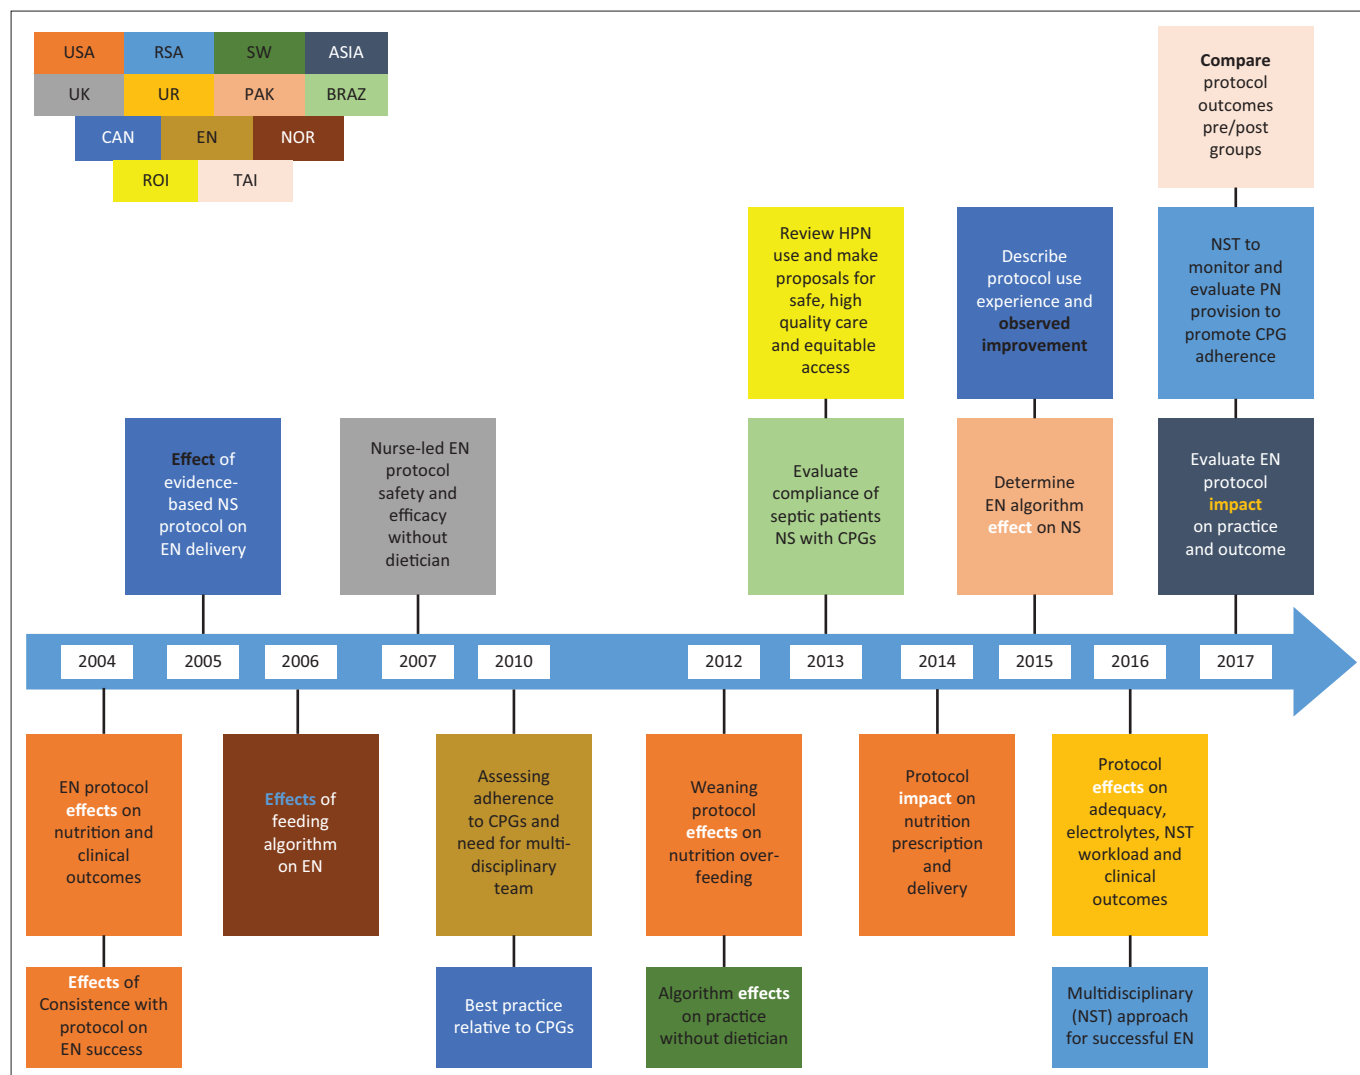 USA
RSA
SW
ASIA
UK
UR
PAK
BRAZ
CAN
EN
NOR
ROI
TAI
Compare
protocol
outcomes
pre/post
groups
Review HPN
use and make
proposals for
safe, high
quality care
and equitable
access
Describe
protocol use
experience and
observed
improvement
NST to
monitor and
evaluate PN
provision to
promote CPG
adherence
Effect of
evidence-
based NS
protocol on
EN delivery
Nurse-led EN
protocol
safety and
efficacy
without
dietician
Evaluate
compliance of
septic patients
NS with CPGs
Determine
EN algorithm
effect on NS
Evaluate EN
protocol
impact
on practice
and outcome
2004
2005
2006
2007
2010
2012
2013
2014
2015
2016
2017
EN protocol
effects on
nutrition and
clinical
outcomes
Effects of
feeding
algorithm
on EN
Assessing
adherence
to CPGs and
need for multi-
disciplinary
team
Weaning
protocol
effects on
nutrition over-
feeding
Protocol
impact on
nutrition
prescription
and
delivery
Protocol
effects on
adequacy,
electrolytes, NST
workload and
clinical
outcomes
Effects of
Consistence with
protocol on
EN success
Best practice
relative to CPGs
Algorithm effects
on practice
without dietician
Multidisciplinary
(NST) approach
for successful EN